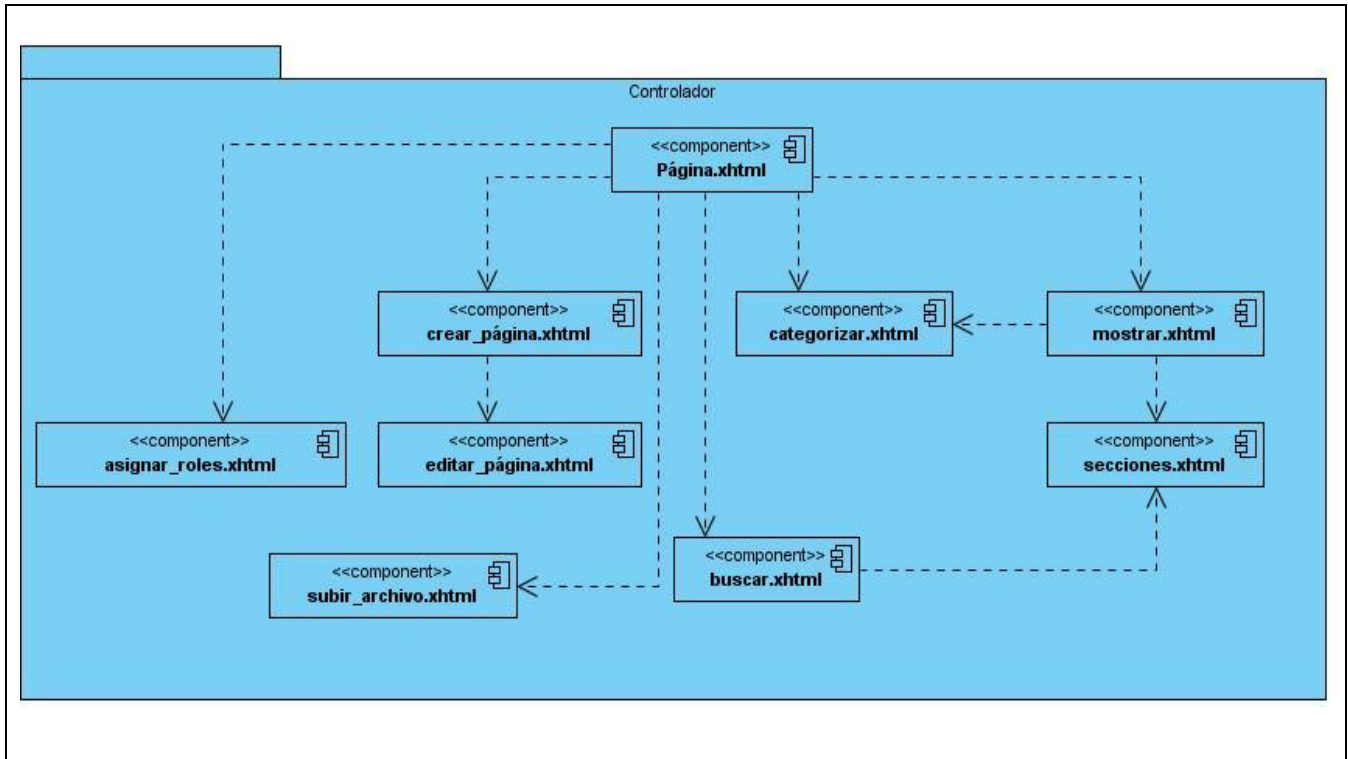 Controlador
<<component>>
Página.xhtml
<<component>>
crear_página.xhtml
<<component>>
categorizar.xhtml
<<component>>
mostrar.xhtml
<<component>>
asignar_roles.xhtml
<<component>>
editar_página.xhtml
<<component>>
secciones.xhtml
<<component>>
subir_archivo.xhtml
<<component>>
buscar.xhtml